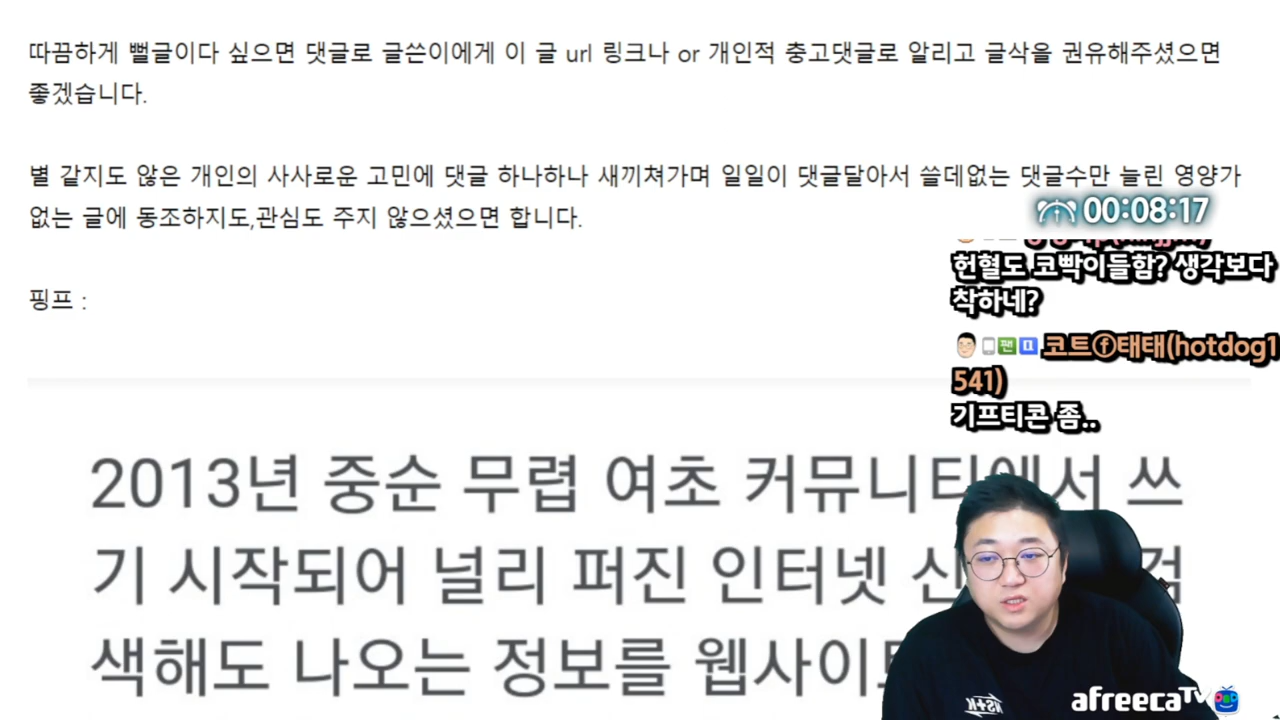 따끔하게 뻘글이다 싶으면 댓글로 글쓴이에게 이 글 url 링크나 or 개인적 충고댓글로 알리고 글삭을 권유해주셨으면
좋겠습니다.
별 같지도 않은 개인의 사사로운 고민에 댓글 하나하나 새끼쳐가며 일일이 댓글달아서 쓸데없는 댓글수만 늘린 영양가
없는 글에 동조하지도,관심도 주지 않으셨으면 합니다.
00:08:17
헌혈도 코빡이들함? 생각보다
착하네?
핑프 :
팬 코트ⓕ태태(hotdog1
541)
기프티콘 좀..
2013년 중순 무렵 여초 커뮤니티에서 쓰
기 시작되어 널리 퍼진 인터넷
색해도 나오는 정보를 웹사이트
afreecaTV